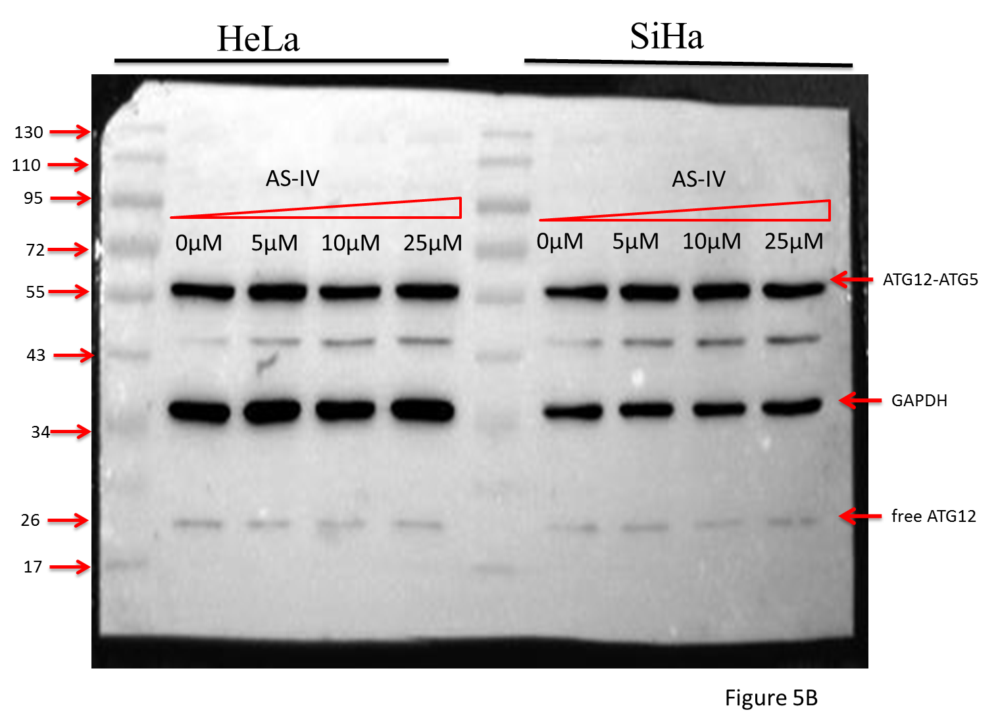 HeLa
SiHa
130
110
95
72
55
43
34
26
17
AS-IV
0μM 5μM 10μM 25μM
AS-IV
0μM 5μM 10μM 25μM
ATG12-ATG5
GAPDH
free ATG12
Figure 5B